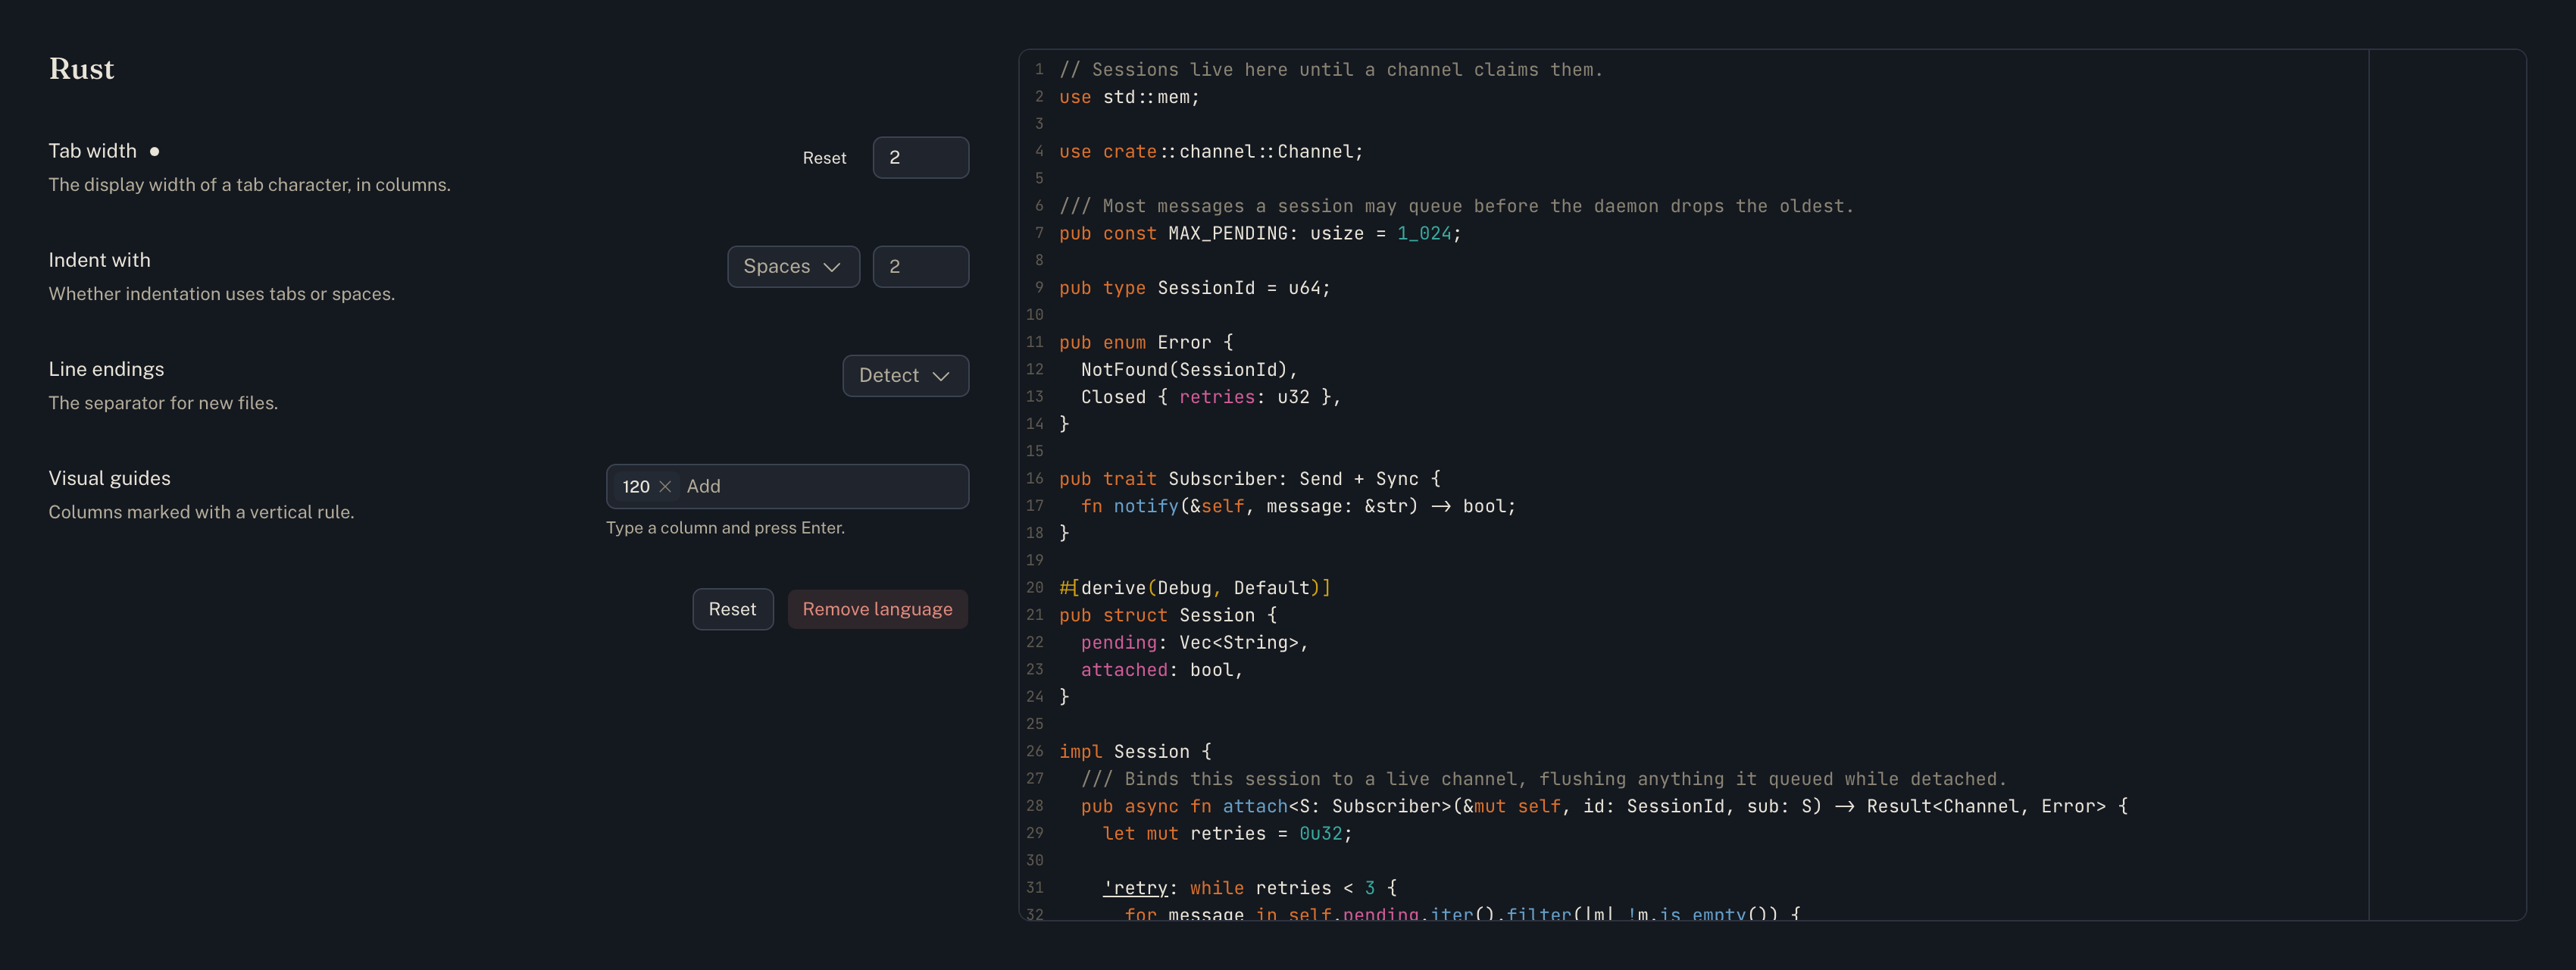 Rust
Tab width
The display width of a tab character, in columns.
Reset
2
Indent with
Whether indentation uses tabs or spaces.
Spaces
2
Line endings
The separator for new files.
Detect
Visual guides
Columns marked with a vertical rule.
120 × Add
Type a column and press Enter.
Reset
Remove language
1 // Sessions live here until a channel claims them.
2 use std::mem;
3
4 use crate::channel::Channel;
5
6 /// Most messages a session may queue before the daemon drops the oldest.
7 pub const MAX_PENDING: usize = 1_024;
8
9 pub type SessionId = u64;
10
11 pub enum Error {
12   NotFound(SessionId),
13   Closed { retries: u32 },
14 }
15
16 pub trait Subscriber: Send + Sync {
17   fn notify(&self, message: &str) -> bool;
18 }
19
20 #[derive(Debug, Default)]
21 pub struct Session {
22   pending: Vec<String>,
23   attached: bool,
24 }
25
26 impl Session {
27   /// Binds this session to a live channel, flushing anything it queued while detached.
28   pub async fn attach<S: Subscriber>(&mut self, id: SessionId, sub: S) -> Result<Channel, Error> {
29     let mut retries = 0u32;
30
31     'retry: while retries < 3 {
32       for message in self.pending.iter().filter(|m| !m.is_empty()) {